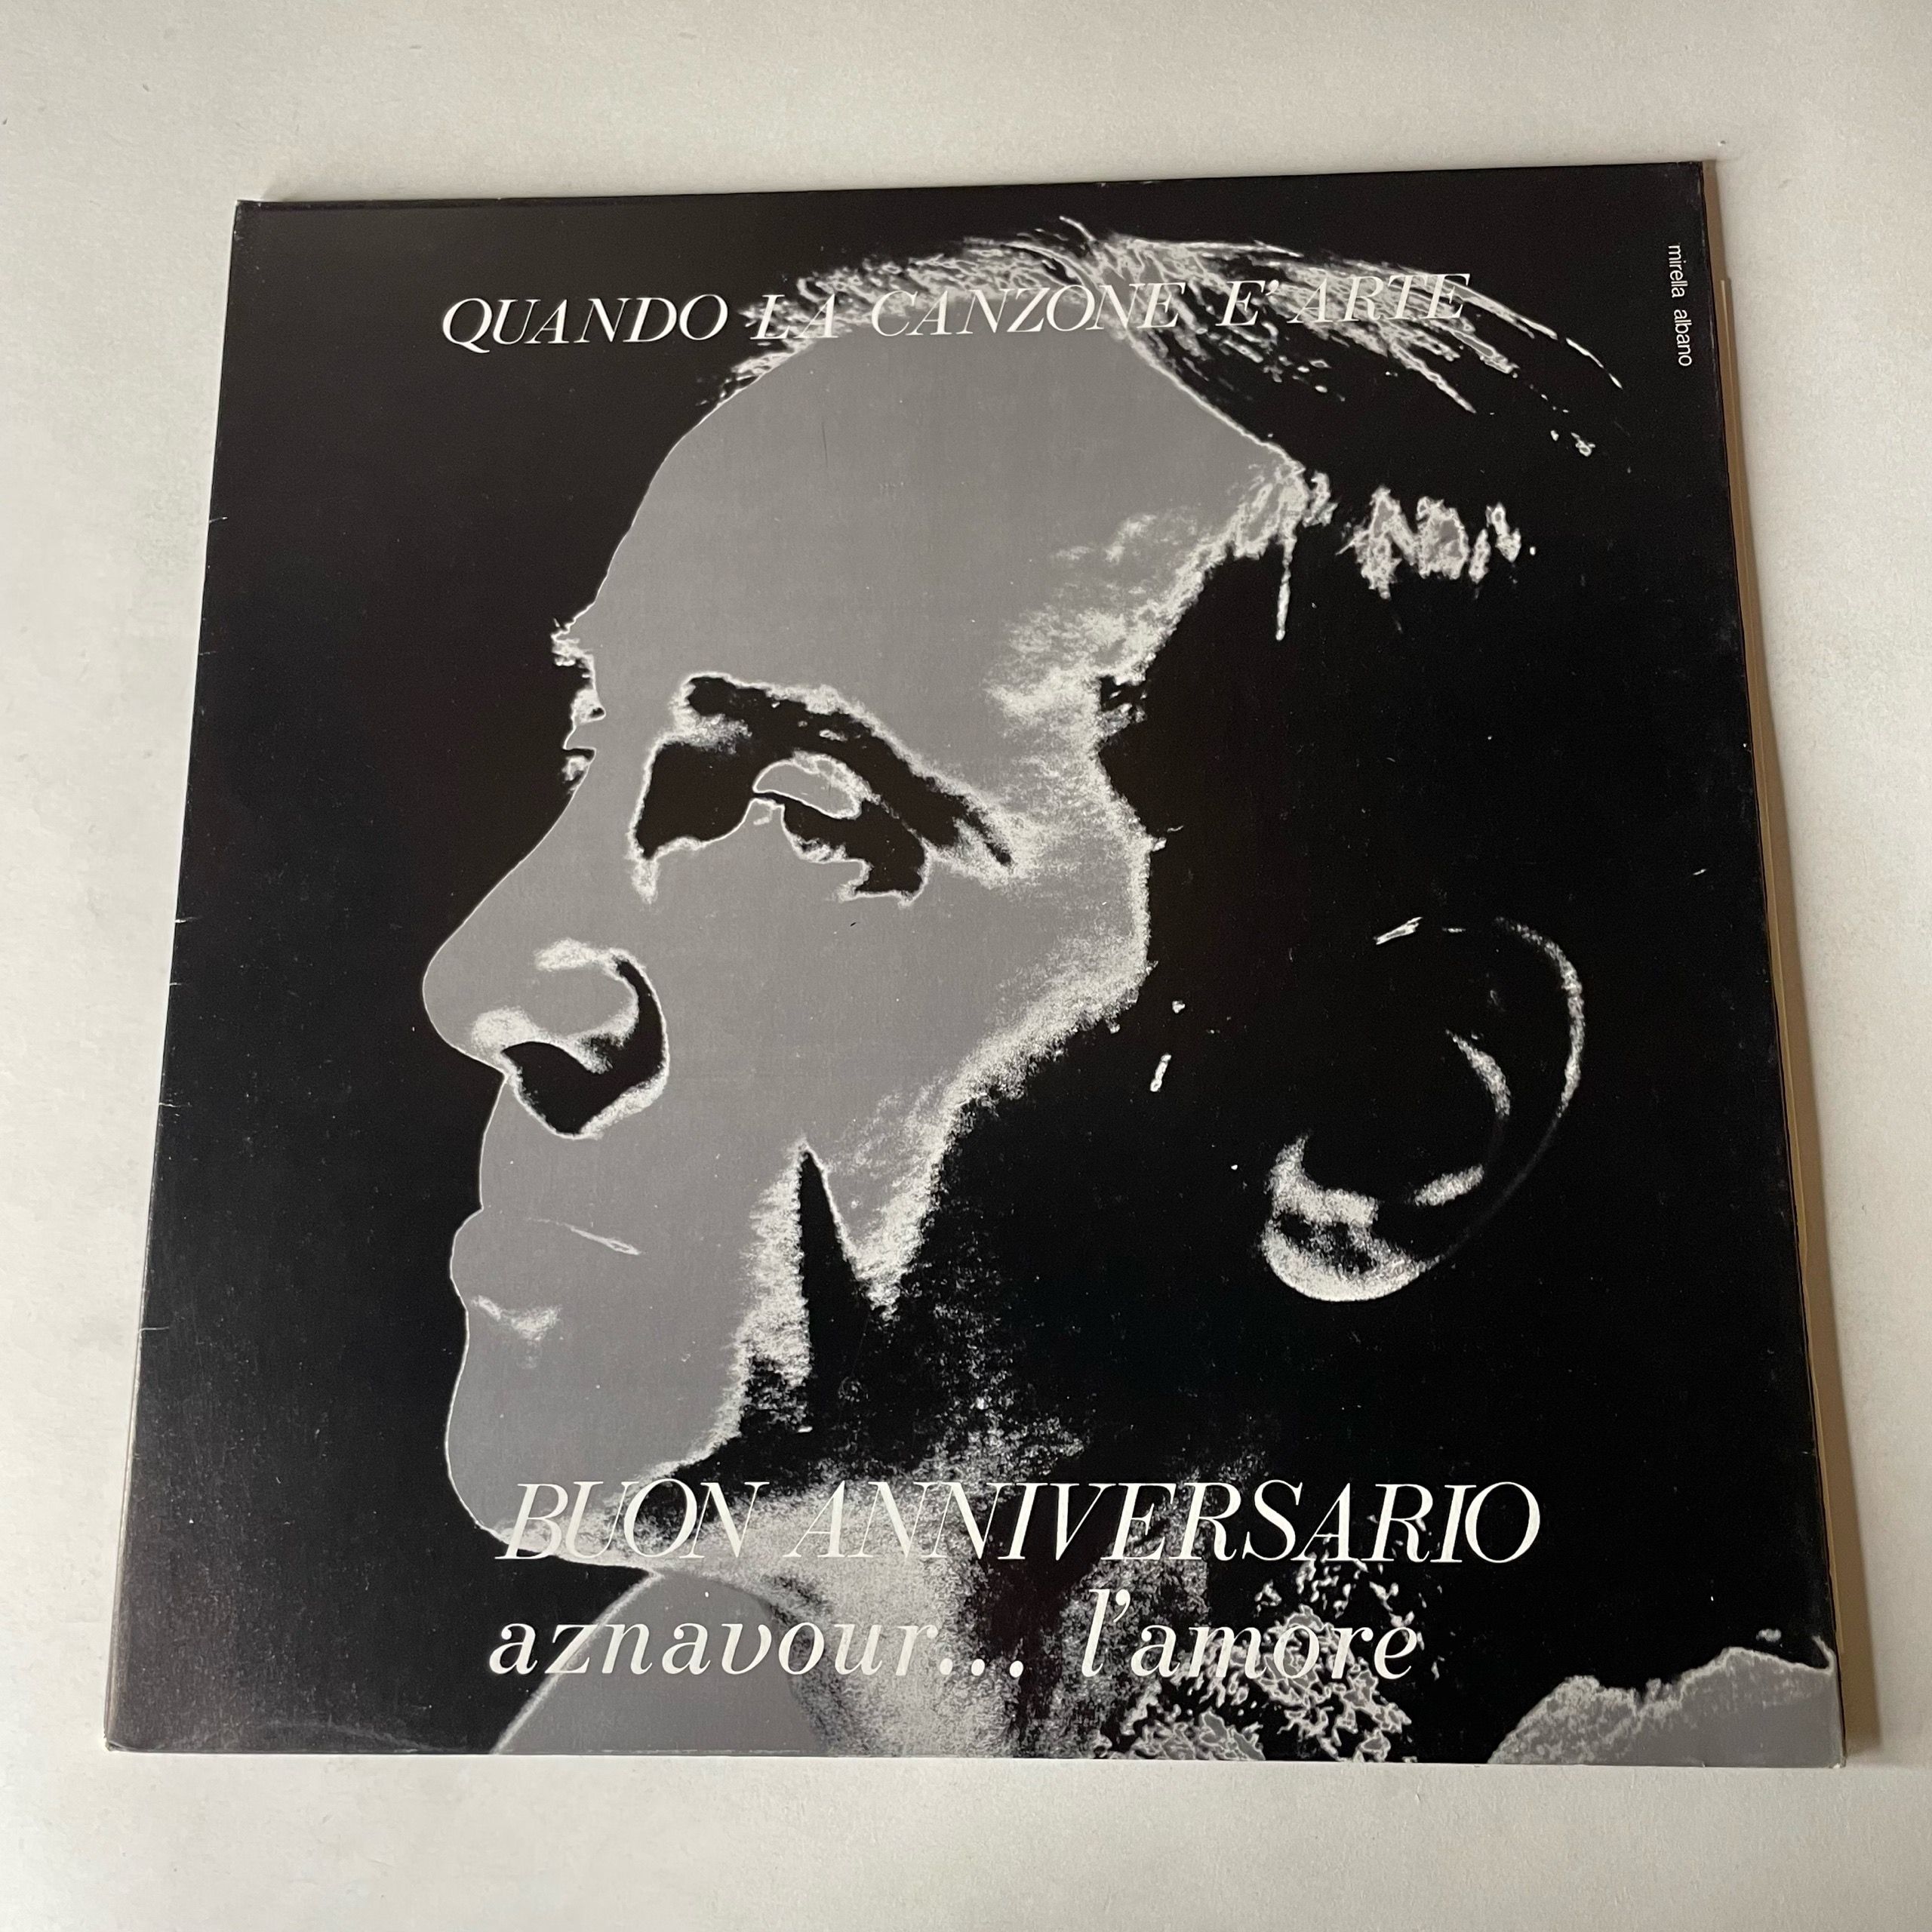 QUANDO LA CANZONE E' ARTE
mirella albano
BUON ANNIVERSARIO
aznavour... l'amore